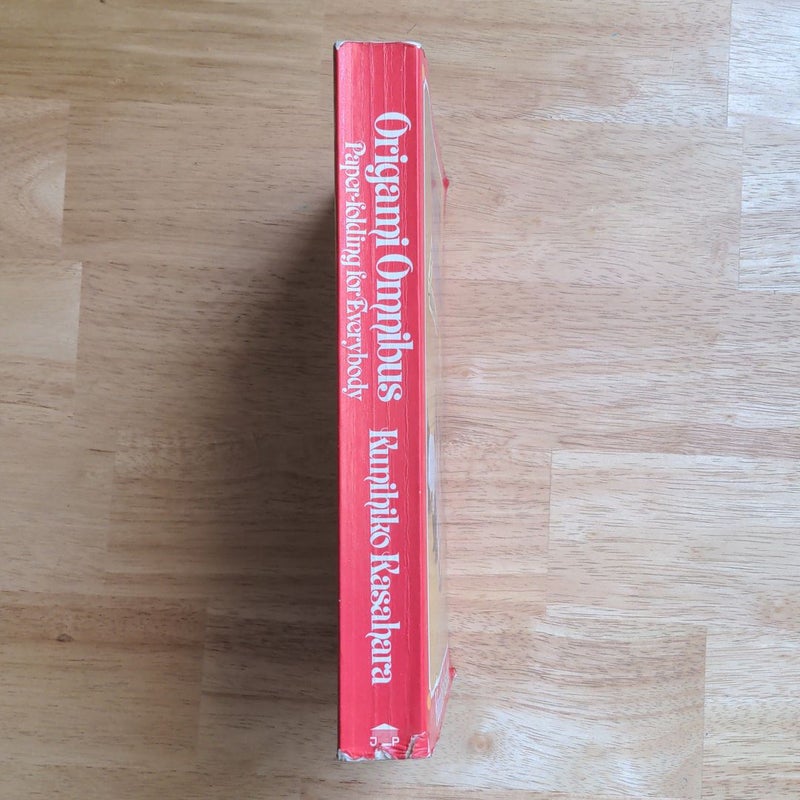 Origami Omnibus
Paper-folding for Everybody
Kunihiko Kasahara
J P